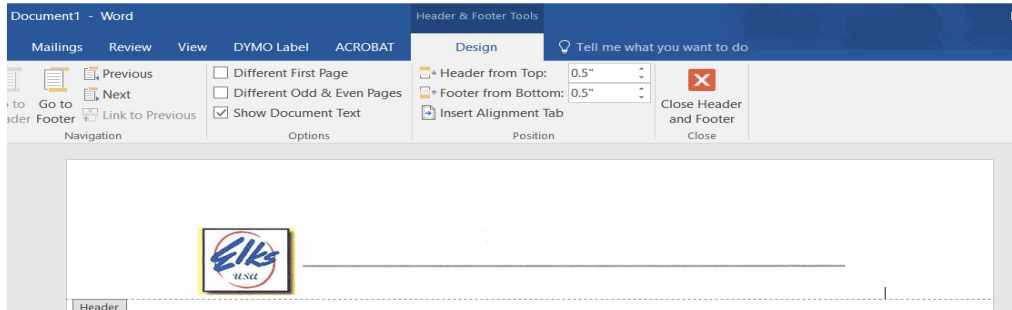 Document1 - Word
Header & Footer Tools
Mailings Review View DYMO Label ACROBAT Design Tell me what you want to do
Previous
Next
Link to Previous
to
ader
Go to
Footer
Navigation
Different First Page
Different Odd & Even Pages
Show Document Text
Options
Header from Top: 0.5"
Footer from Bottom: 0.5"
Insert Alignment Tab
Position
Close Header
and Footer
Close
Elks
usa
Header